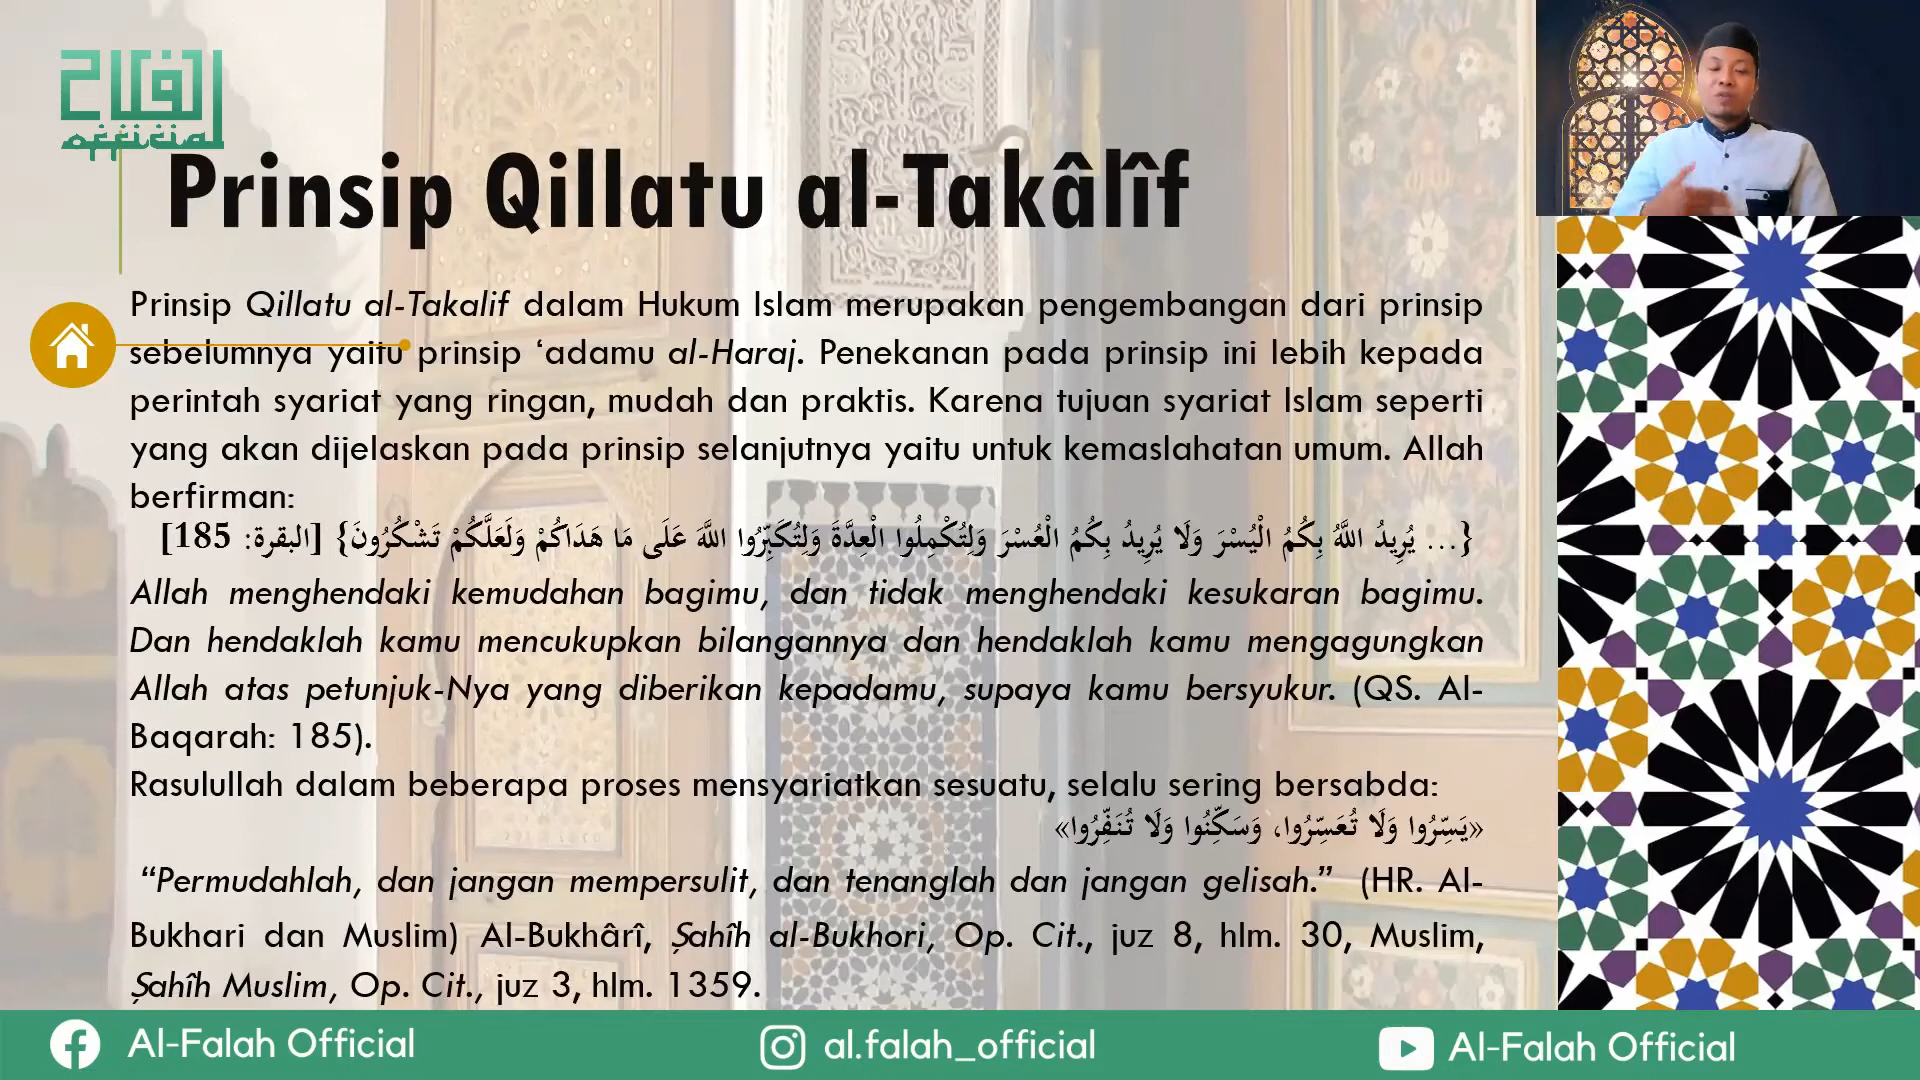 الفلاح
official
Prinsip Qillatu al-Takâlîf
Prinsip Qillatu al-Takalif dalam Hukum Islam merupakan pengembangan dari prinsip
sebelumnya yaitu prinsip ‘adamu al-Haraj. Penekanan pada prinsip ini lebih kepada
perintah syariat yang ringan, mudah dan praktis. Karena tujuan syariat Islam seperti
yang akan dijelaskan pada prinsip selanjutnya yaitu untuk kemaslahatan umum. Allah
berfirman:
{... يُرِيدُ اللَّهُ بِكُمُ الْيُسْرَ وَلَا يُرِيدُ بِكُمُ الْعُسْرَ وَلِتُكْمِلُوا الْعِدَّةَ وَلِتُكَبِّرُوا اللَّهَ عَلَى مَا هَدَاكُمْ وَلَعَلَّكُمْ تَشْكُرُونَ} [البقرة: 185]
Allah menghendaki kemudahan bagimu, dan tidak menghendaki kesukaran bagimu.
Dan hendaklah kamu mencukupkan bilangannya dan hendaklah kamu mengagungkan
Allah atas petunjuk-Nya yang diberikan kepadamu, supaya kamu bersyukur. (QS. Al-
Baqarah: 185).
Rasulullah dalam beberapa proses mensyariatkan sesuatu, selalu sering bersabda:
«يَسِّرُوا وَلَا تُعَسِّرُوا، وَسَكِّنُوا وَلَا تُنَفِّرُوا»
“Permudahlah, dan jangan mempersulit, dan tenanglah dan jangan gelisah.” (HR. Al-
Bukhari dan Muslim) Al-Bukhârî, Ṣahîh al-Bukhori, Op. Cit., juz 8, hlm. 30, Muslim,
Ṣahîh Muslim, Op. Cit., juz 3, hlm. 1359.
Al-Falah Official
al.falah_official
Al-Falah Official